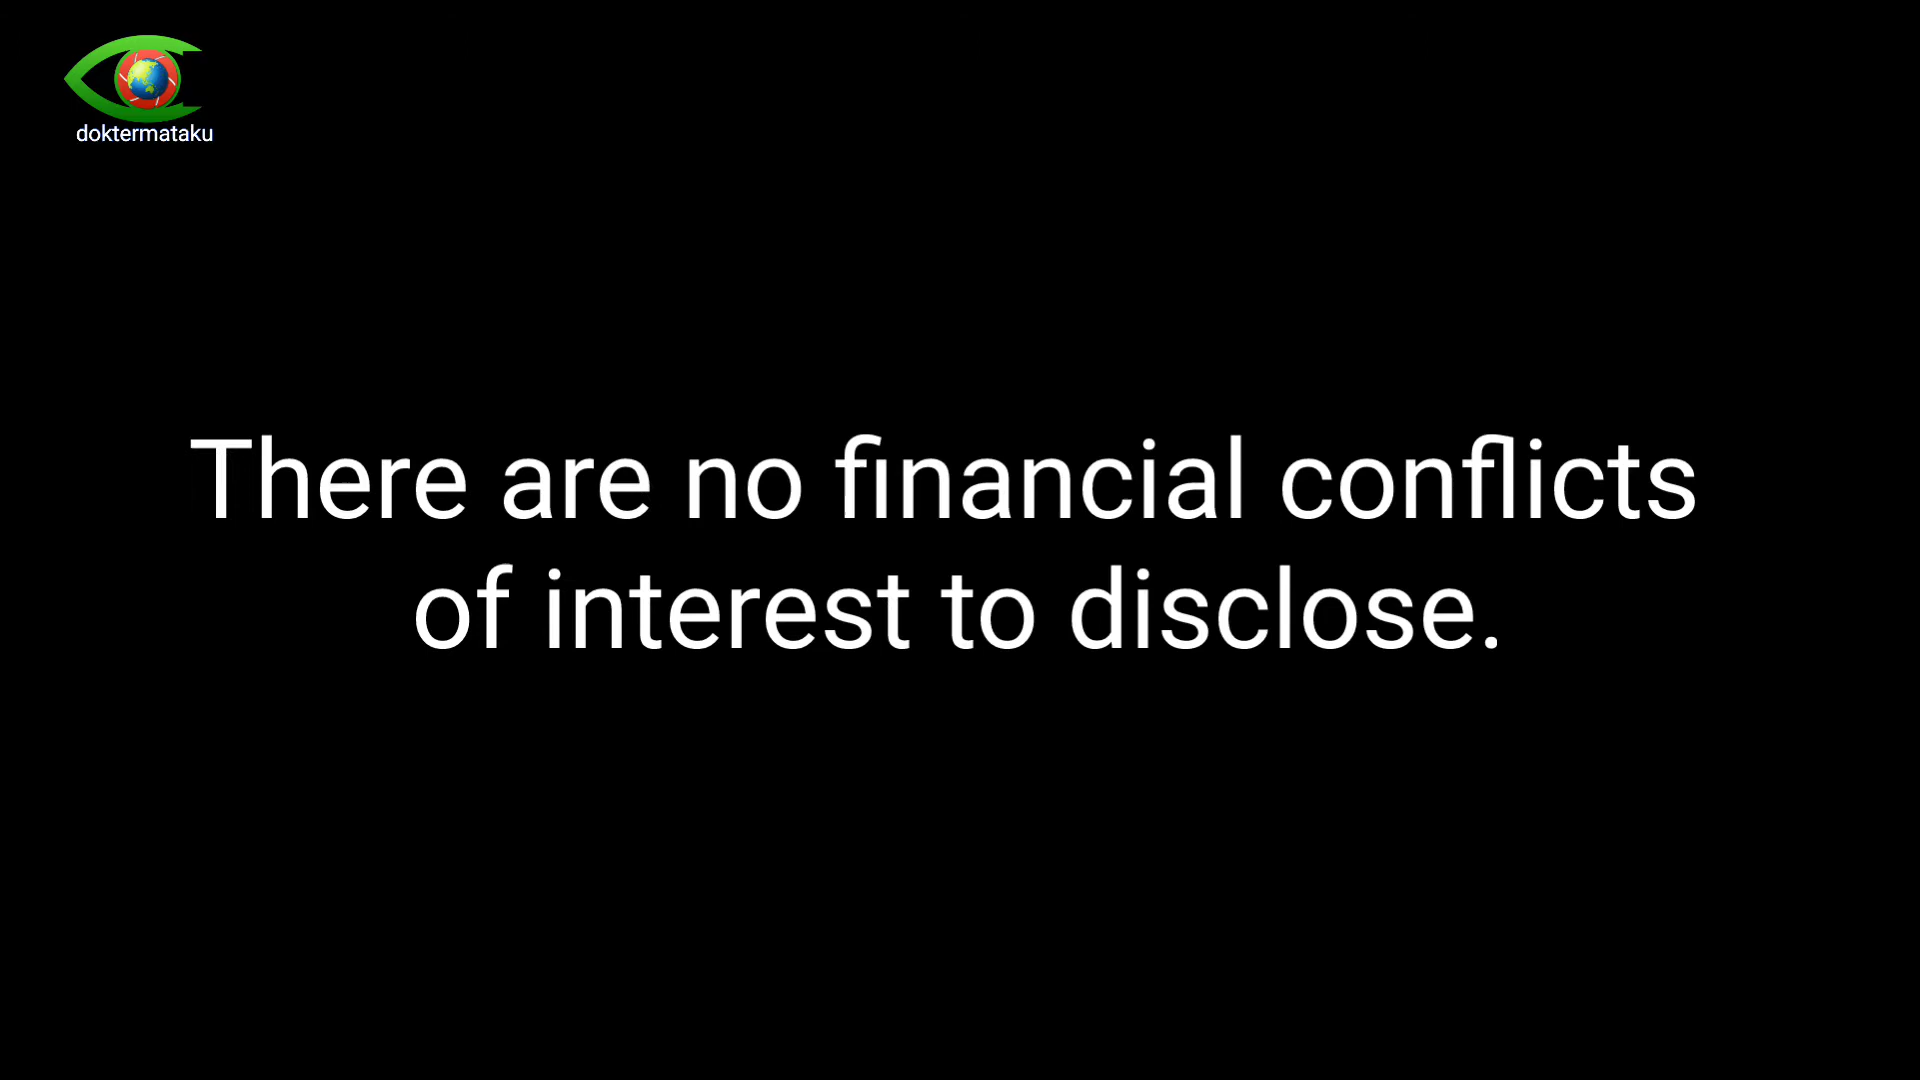 doktermataku
There are no financial conflicts
of interest to disclose.